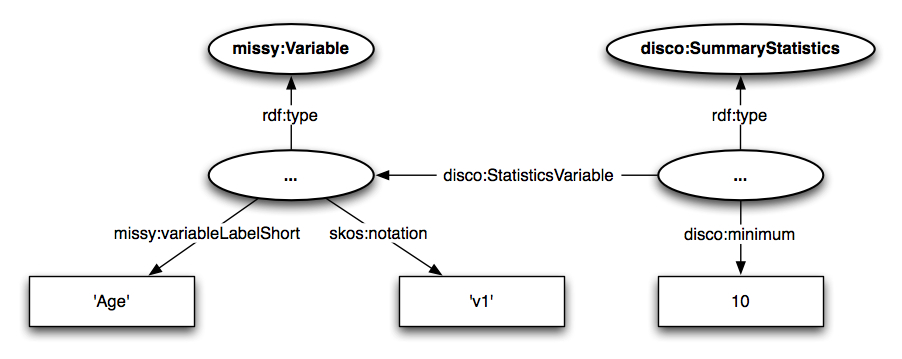 missy:Variable
disco:SummaryStatistics
rdf:type
rdf:type
...
disco:StatisticsVariable
...
missy:variableLabelShort
skos:notation
disco:minimum
'Age'
'v1'
10